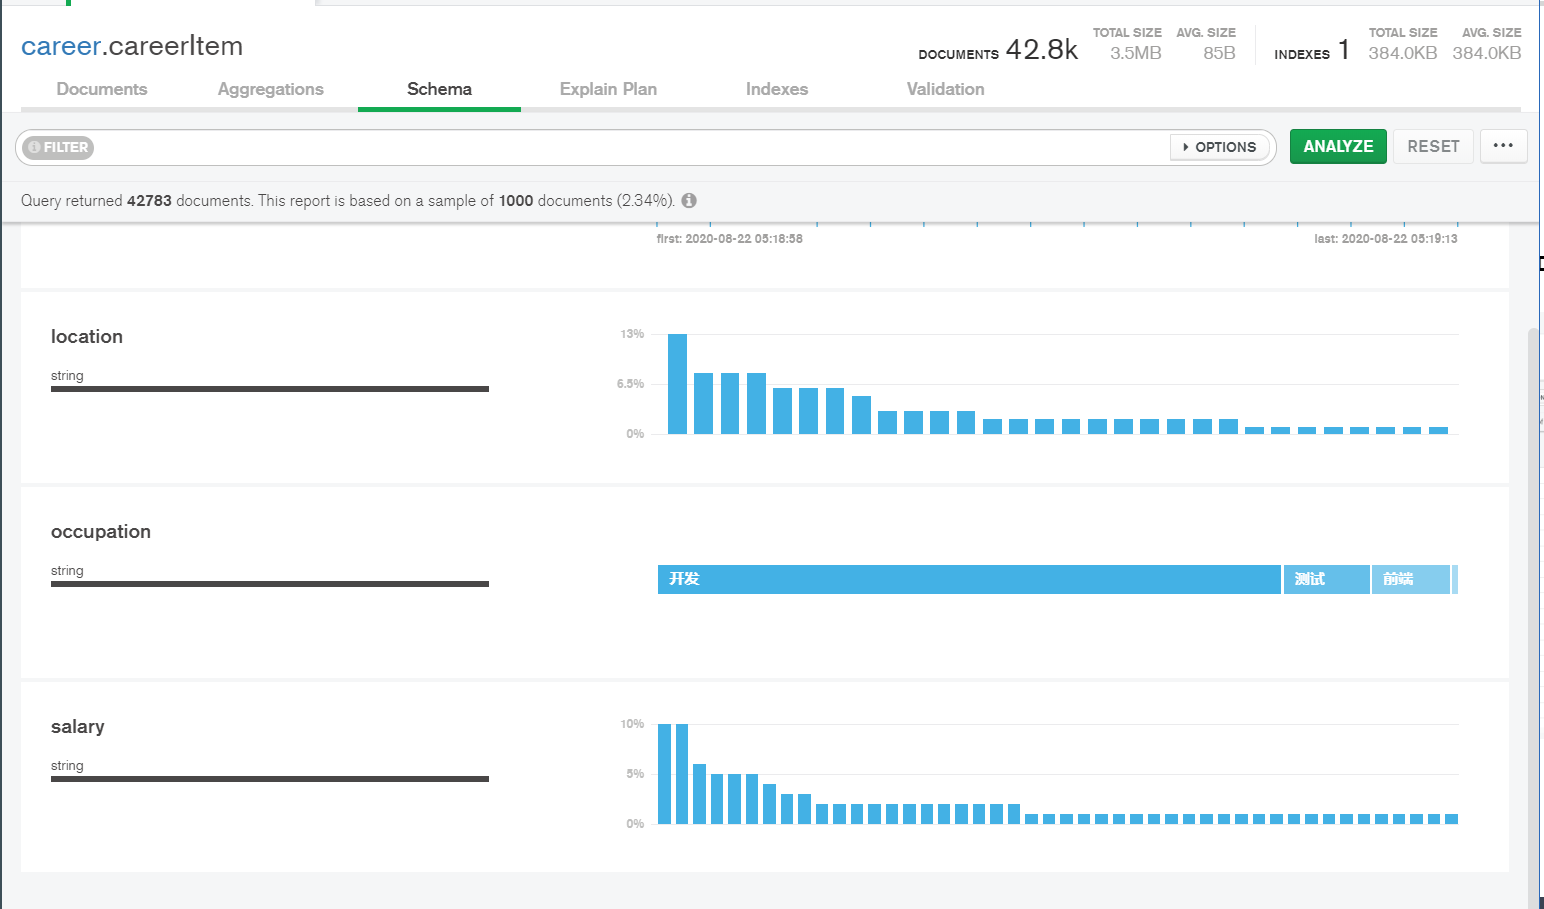 career.careerItem
DOCUMENTS 42.8k TOTAL SIZE 3.5MB AVG. SIZE 85B INDEXES 1 TOTAL SIZE 384.0KB AVG. SIZE 384.0KB
Documents Aggregations Schema Explain Plan Indexes Validation
FILTER OPTIONS ANALYZE RESET ...
Query returned 42783 documents. This report is based on a sample of 1000 documents (2.34%).
first: 2020-08-22 05:18:58 last: 2020-08-22 05:19:13
location
string
13%
6.5%
0%
occupation
string
开发 测试 前端
salary
string
10%
5%
0%